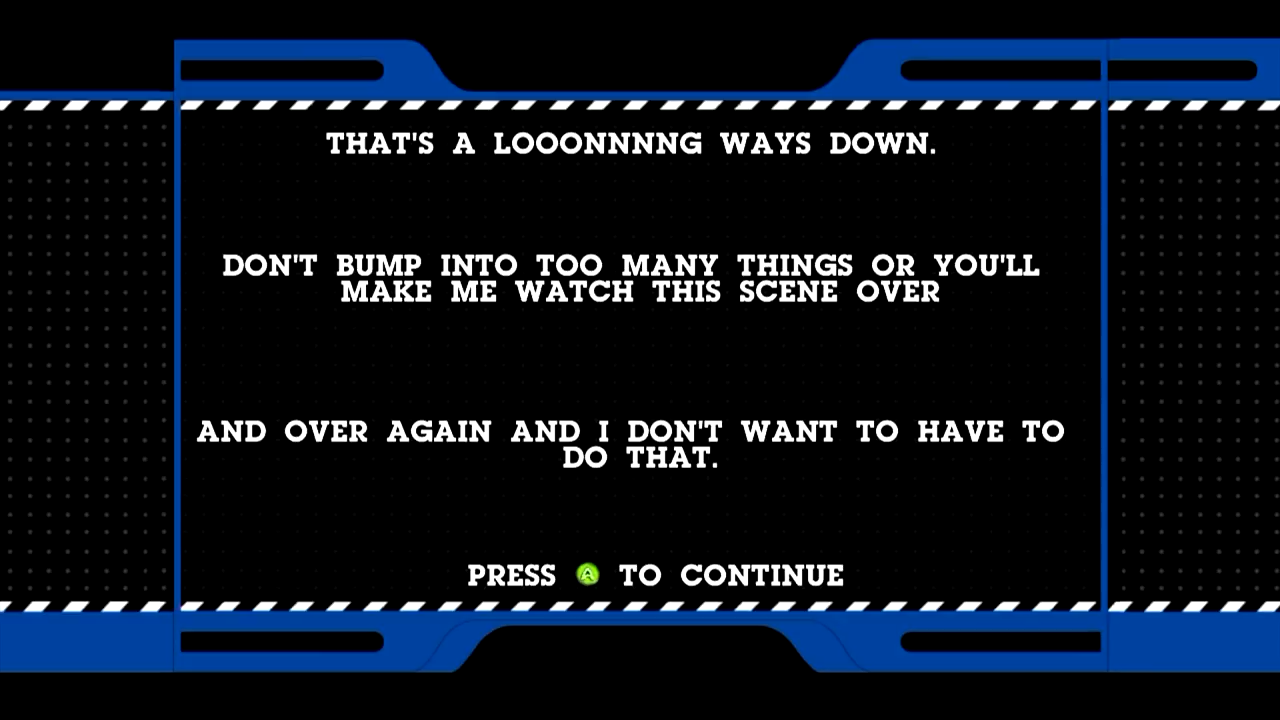 THAT'S A LOOONNNNG WAYS DOWN.
DON'T BUMP INTO TOO MANY THINGS OR YOU'LL
MAKE ME WATCH THIS SCENE OVER
AND OVER AGAIN AND I DON'T WANT TO HAVE TO
DO THAT.
PRESS A TO CONTINUE